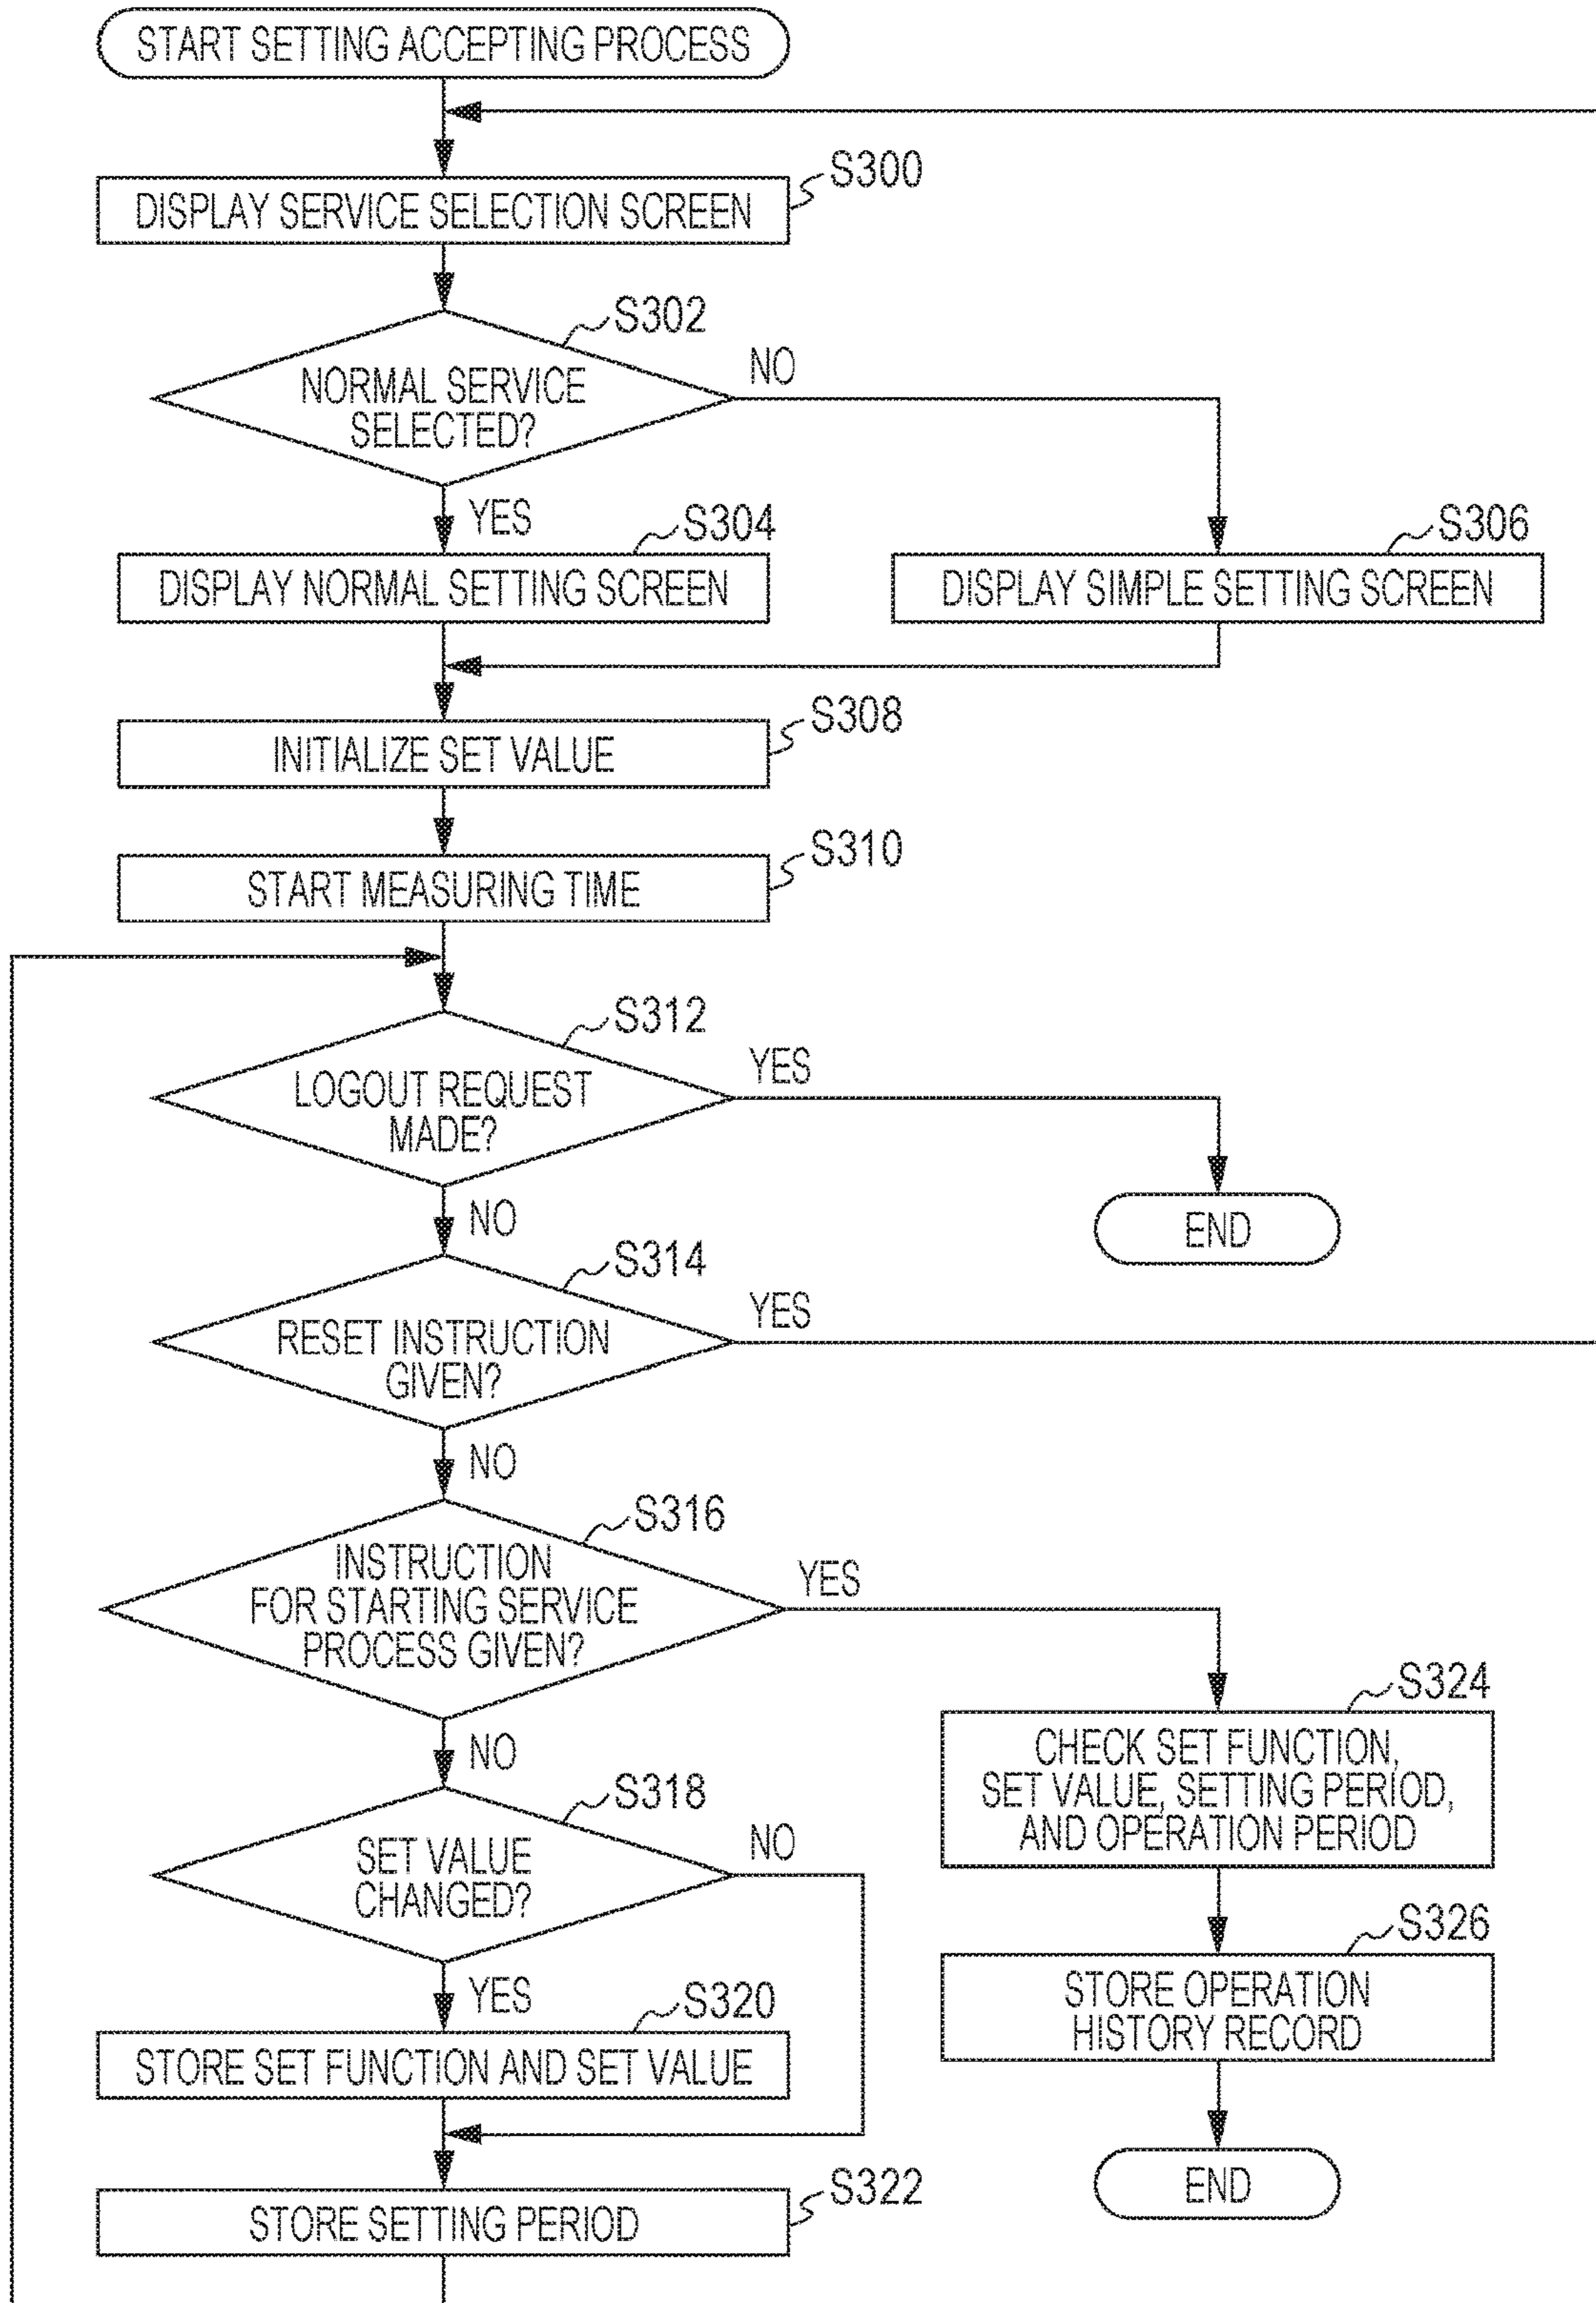 START SETTING ACCEPTING PROCESS
S300
DISPLAY SERVICE SELECTION SCREEN
S302
NORMAL SERVICE
SELECTED?
NO
YES
S304
DISPLAY NORMAL SETTING SCREEN
S306
DISPLAY SIMPLE SETTING SCREEN
S308
INITIALIZE SET VALUE
S310
START MEASURING TIME
S312
LOGOUT REQUEST
MADE?
YES
NO
END
S314
RESET INSTRUCTION
GIVEN?
YES
NO
S316
INSTRUCTION
FOR STARTING SERVICE
PROCESS GIVEN?
YES
NO
S324
CHECK SET FUNCTION,
SET VALUE, SETTING PERIOD,
AND OPERATION PERIOD
S318
SET VALUE
CHANGED?
NO
YES
S326
STORE OPERATION
HISTORY RECORD
S320
STORE SET FUNCTION AND SET VALUE
END
S322
STORE SETTING PERIOD